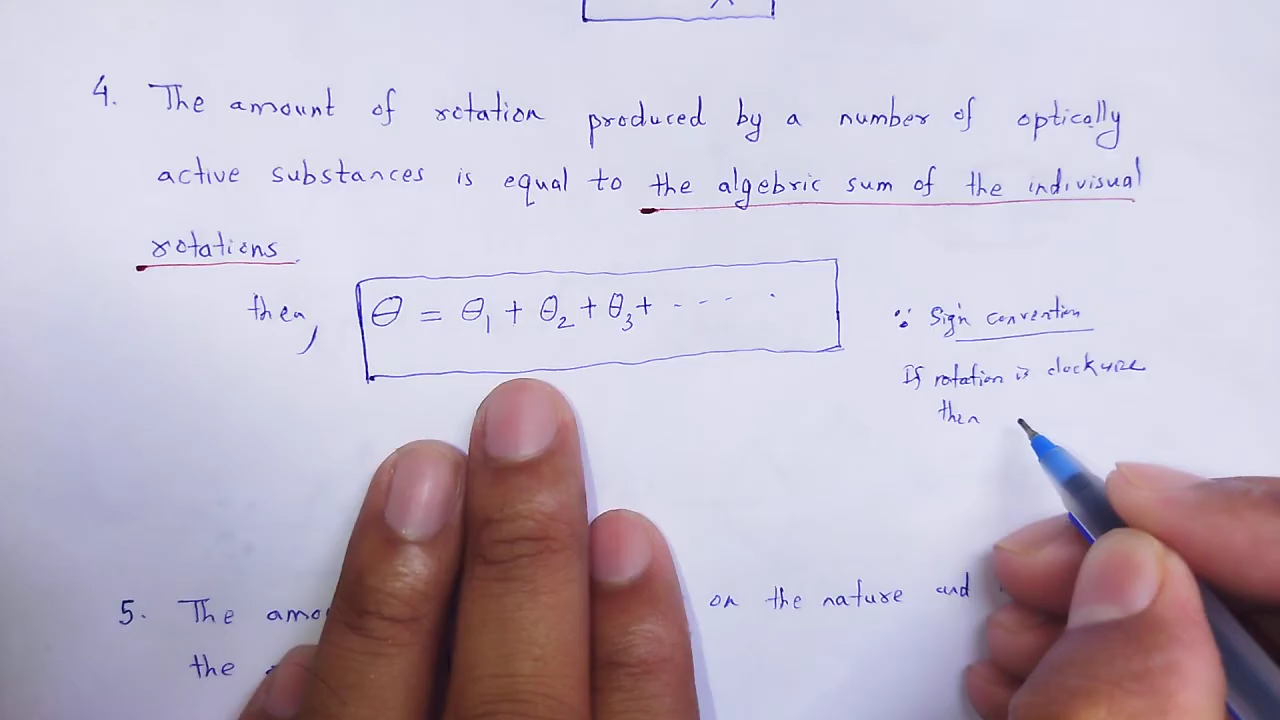 4. The amount of rotation produced by a number of optically
active substances is equal to the algebric sum of the indivisual
rotations.
then, θ = θ₁ + θ₂ + θ₃ + - - - .
∵ Sign convention
If rotation is clockwise
then
5. The on the nature and
the